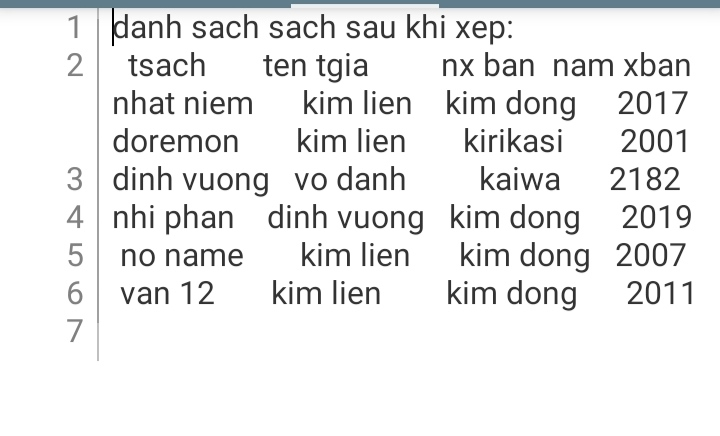 1 danh sach sach sau khi xep:
2 tsach ten tgia nx ban nam xban
nhat niem kim lien kim dong 2017
doremon kim lien kirikasi 2001
3 dinh vuong vo danh kaiwa 2182
4 nhi phan dinh vuong kim dong 2019
5 no name kim lien kim dong 2007
6 van 12 kim lien kim dong 2011
7